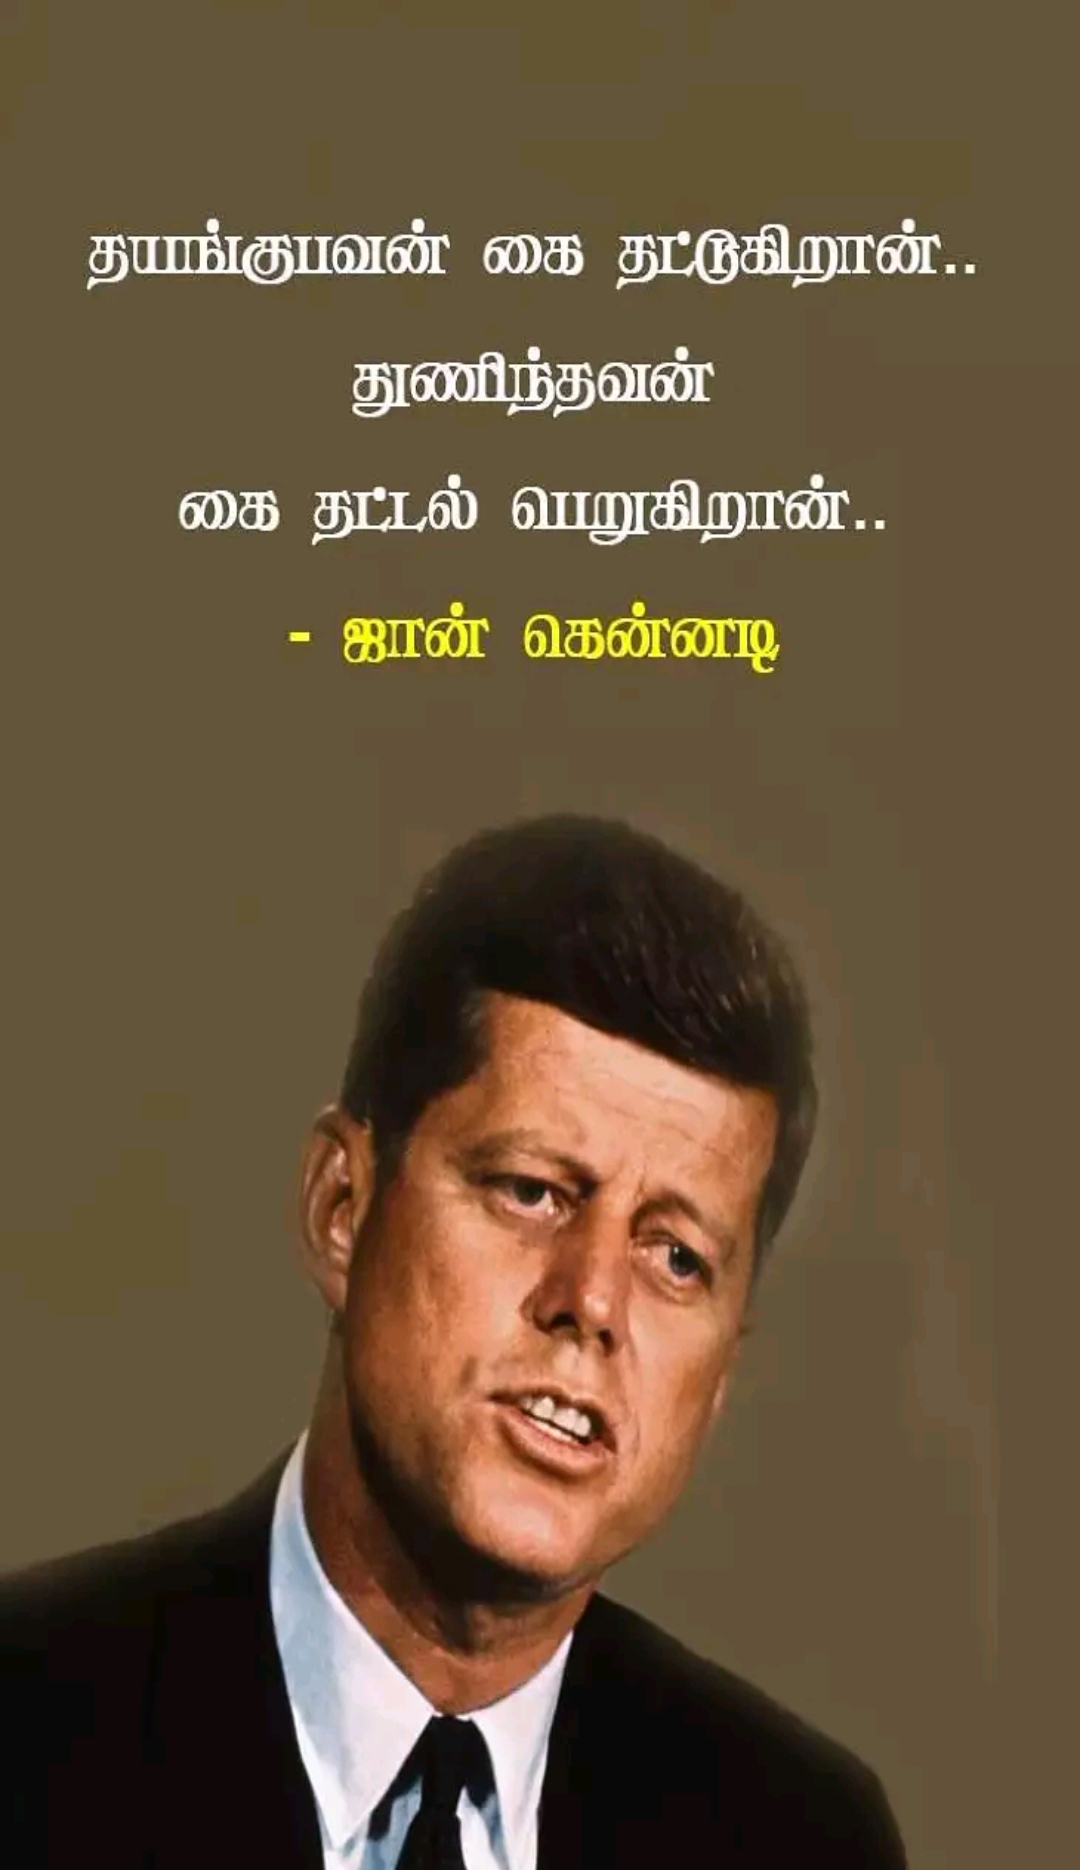 தயங்குபவன் கை தட்டுகிறான்..
துணிந்தவன்
கை தட்டல் பெறுகிறான்..
- ஜான் கென்னடி